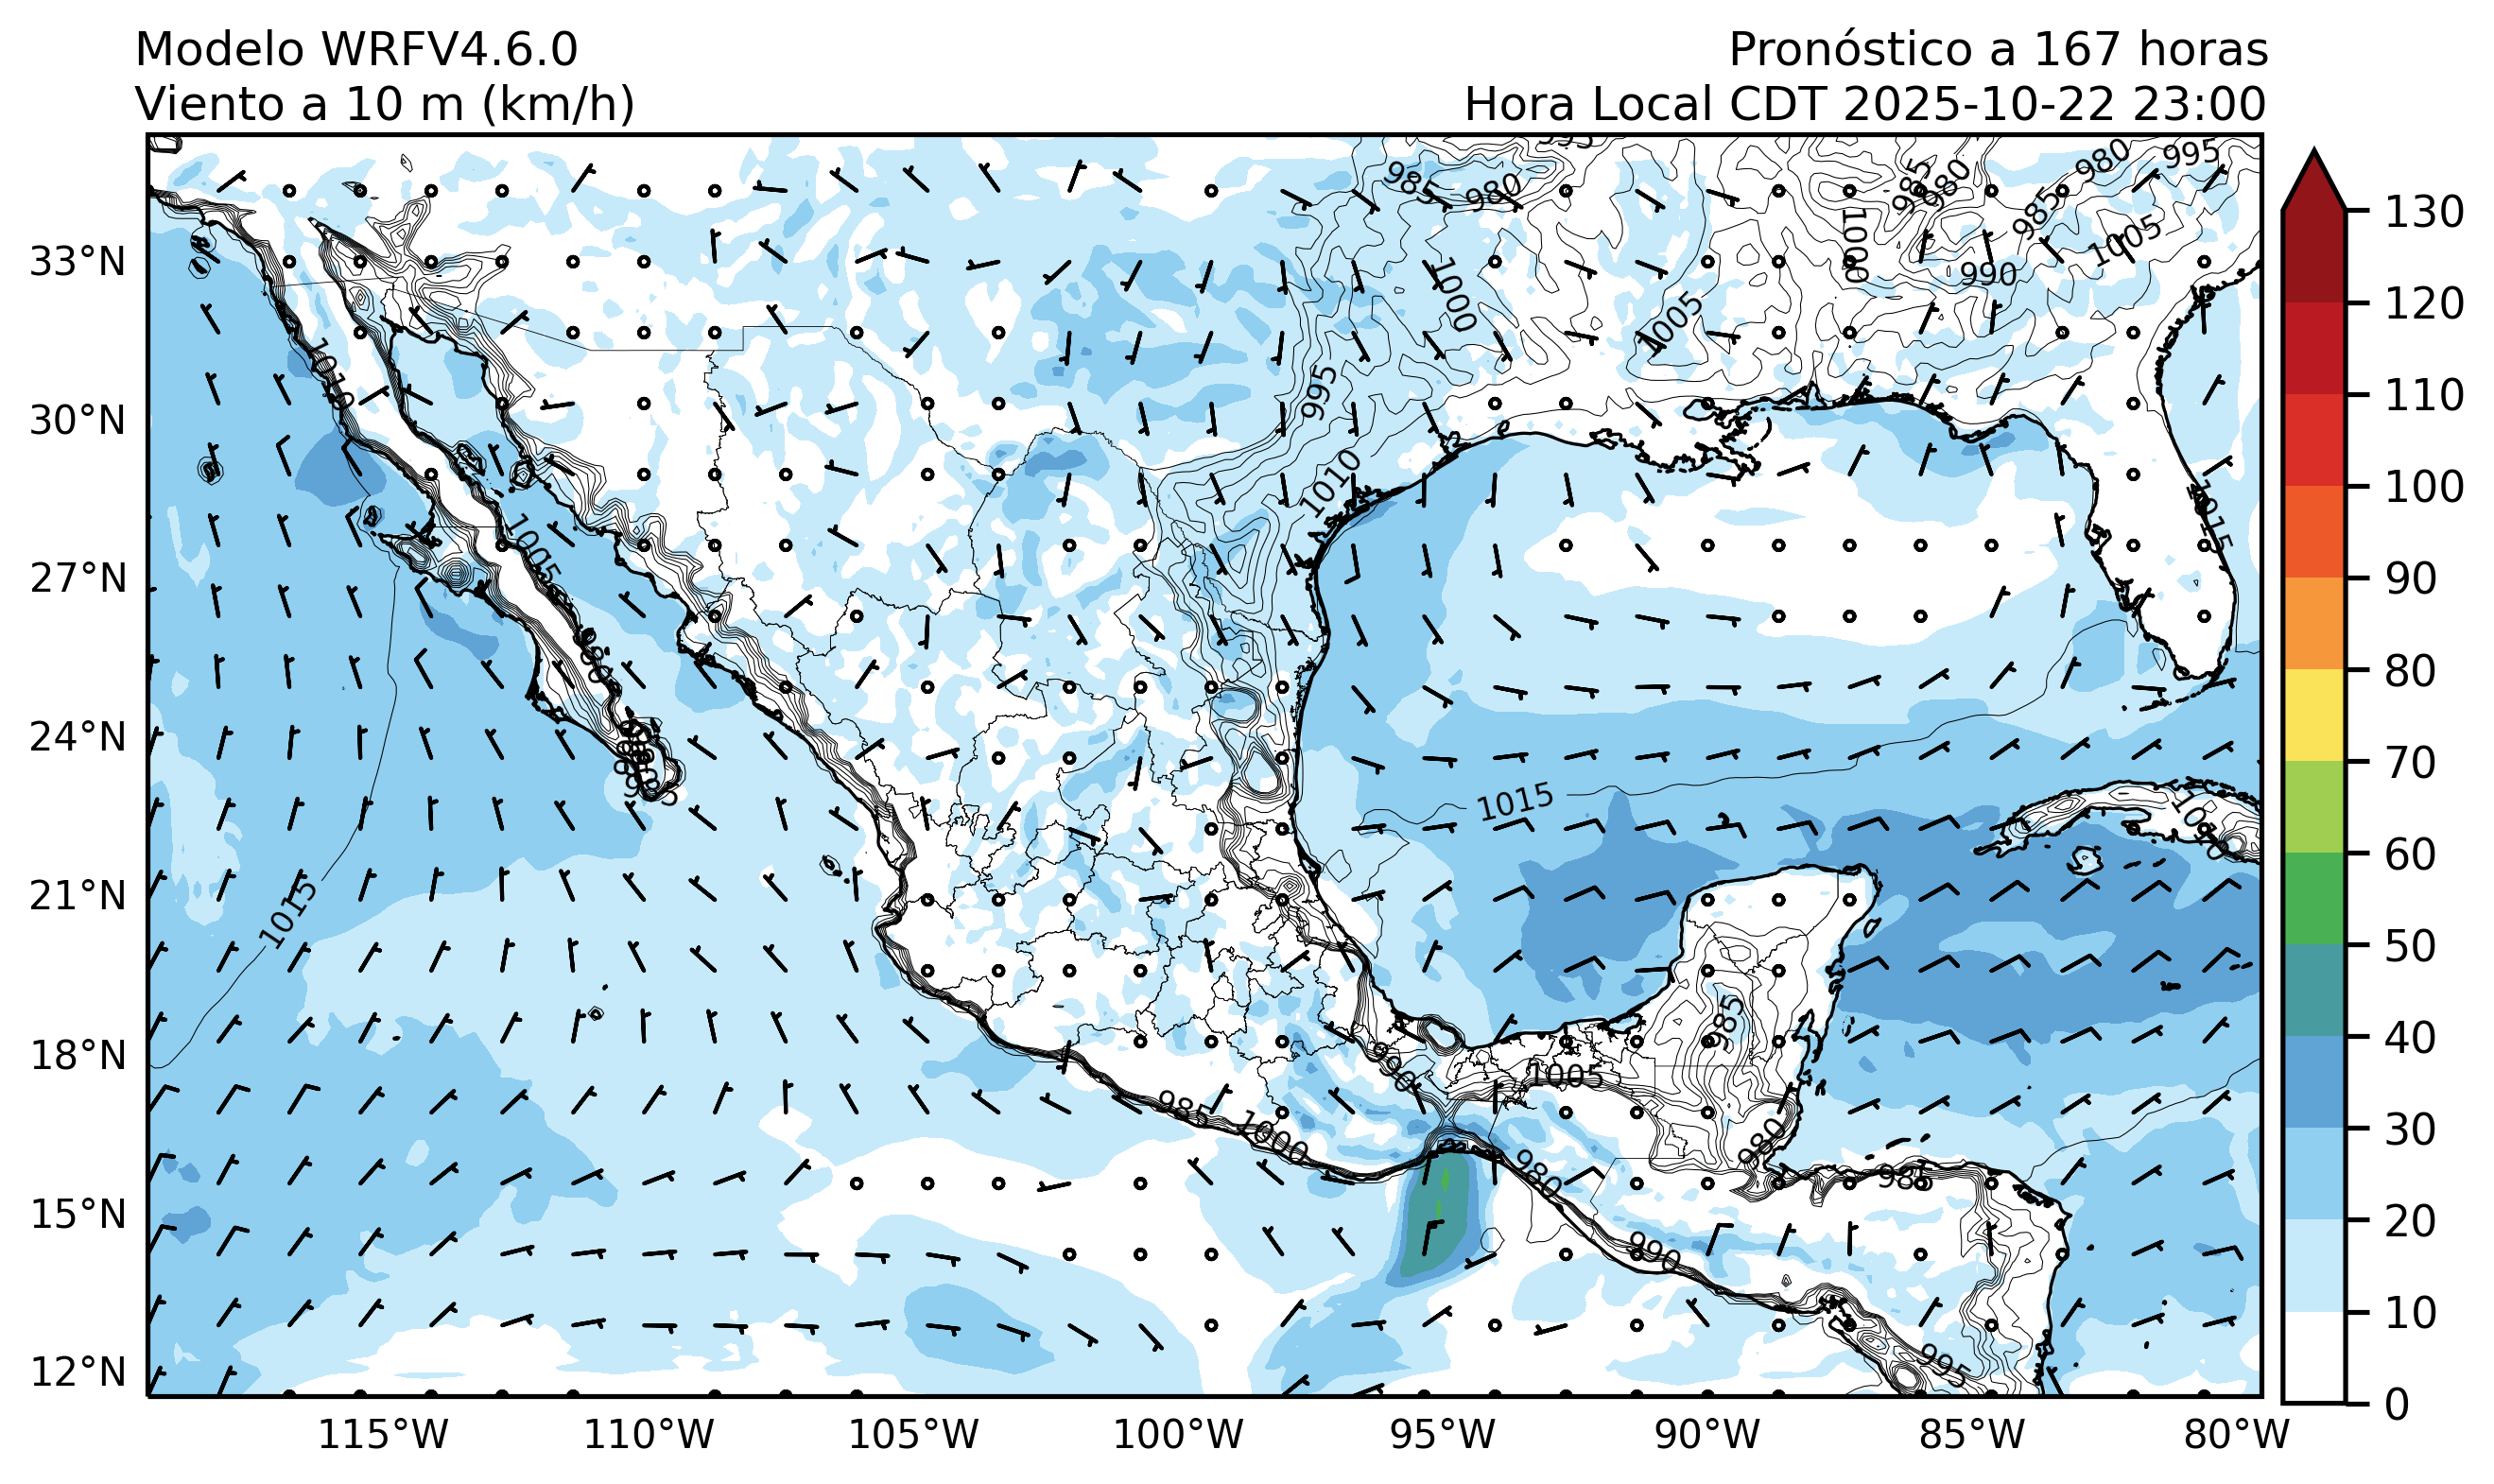 Modelo WRFV4.6.0
Pronóstico a 167 horas
Viento a 10 m (km/h)
Hora Local CDT 2025-10-22 23:00
995
985
980
985
980
985
980
995
1005
1000
990
1000
1005
995
1010
1010
1005
1015
1015
1015
1010
985
1005
990
985
1000
980
980
985
990
995
33°N
30°N
27°N
24°N
21°N
18°N
15°N
12°N
115°W
110°W
105°W
100°W
95°W
90°W
85°W
80°W
130
120
110
100
90
80
70
60
50
40
30
20
10
0